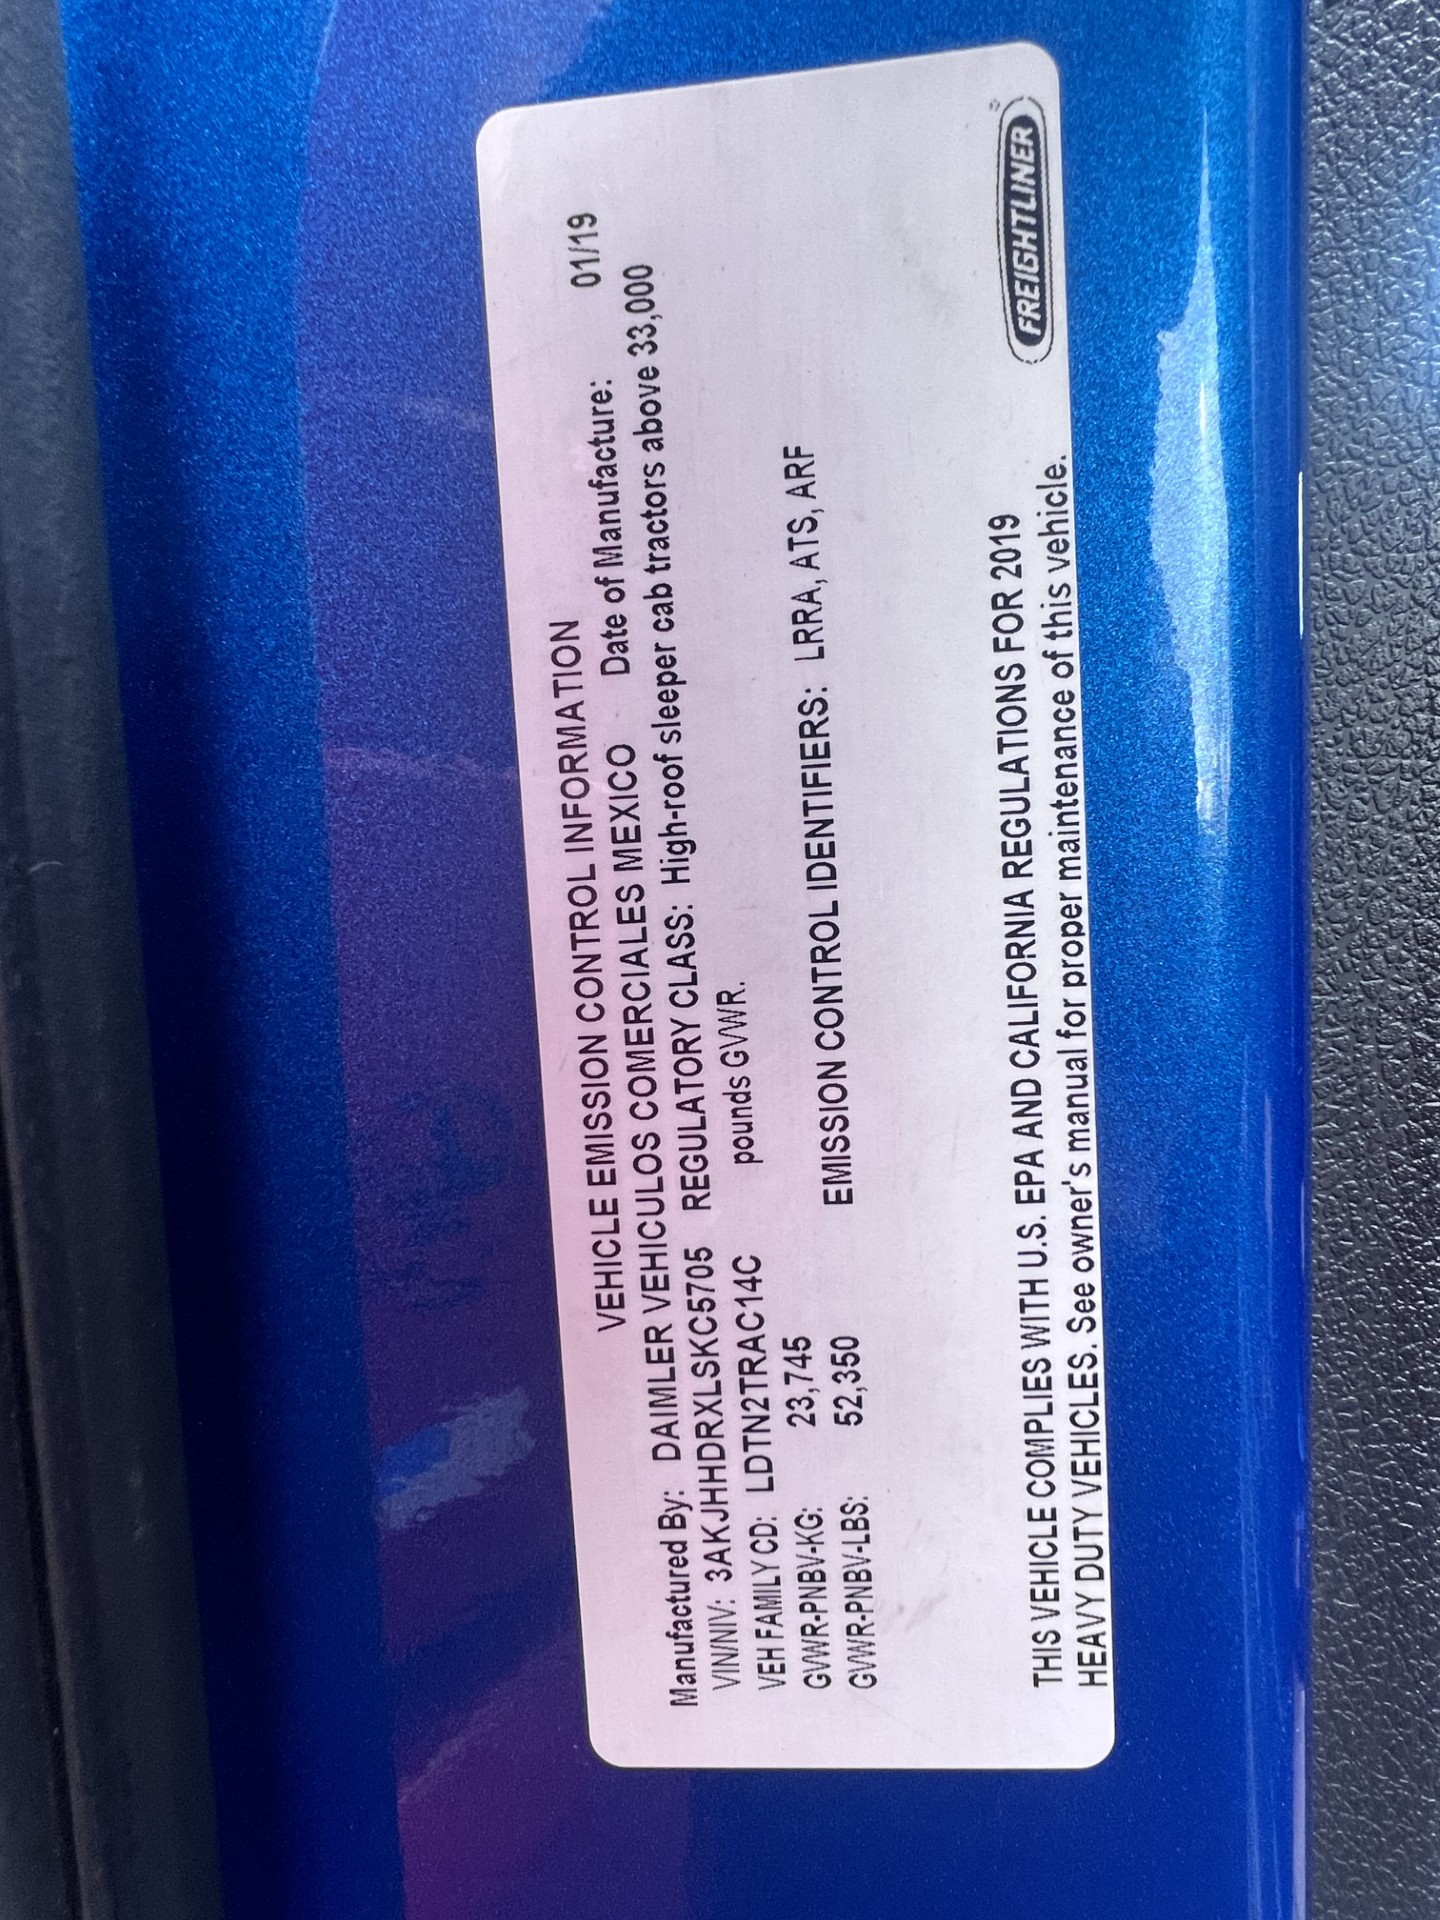 VEHICLE EMISSION CONTROL INFORMATION
Manufactured By: DAIMLER VEHICULOS COMERCIALES MEXICO Date of Manufacture: 01/19
VIN/NIV: 3AKJHHDRXLSKC5705 REGULATORY CLASS: High-roof sleeper cab tractors above 33,000
VEH FAMILY CD: LDTN2TRAC14C pounds GVWR.
GVWR-PNBV-KG: 23,745
GVWR-PNBV-LBS: 52,350 EMISSION CONTROL IDENTIFIERS: LRRA, ATS, ARF
THIS VEHICLE COMPLIES WITH U.S. EPA AND CALIFORNIA REGULATIONS FOR 2019
HEAVY DUTY VEHICLES. See owner's manual for proper maintenance of this vehicle.
FREIGHTLINER